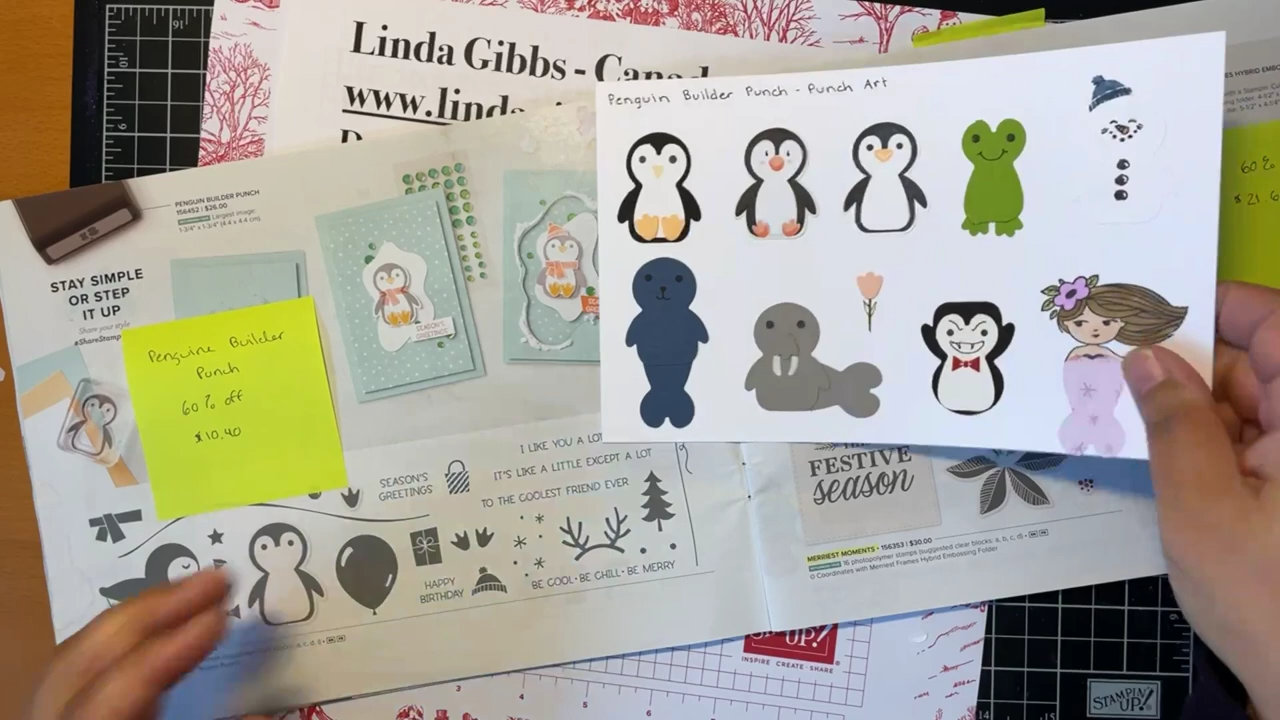 Linda Gibbs - Canad
www.linda
Penguin Builder Punch - Punch Art
PENGUIN BUILDER PUNCH
156452 | $26.00
Largest image:
1-3/4" x 1-3/4" (4.4 x 4.4 cm)
STAY SIMPLE
OR STEP
IT UP
Share your style
#ShareStamp
Penguine Builder
Punch
60% off
$10.40
60%
$21.6
SEASON'S
GREETINGS
SEASON'S
GREETINGS
I LIKE YOU A LOT
IT'S LIKE A LITTLE EXCEPT A LOT
TO THE COOLEST FRIEND EVER
HAPPY
BIRTHDAY
BE COOL • BE CHILL • BE MERRY
FESTIVE
season
MERRIEST MOMENTS • 156353 | $30.00
16 photopolymer stamps (suggested clear blocks: a, b, c, d)
Coordinates with Merriest Frames Hybrid Embossing Folder
UP!
INSPIRE · CREATE · SHARE
STAMPIN' UP!